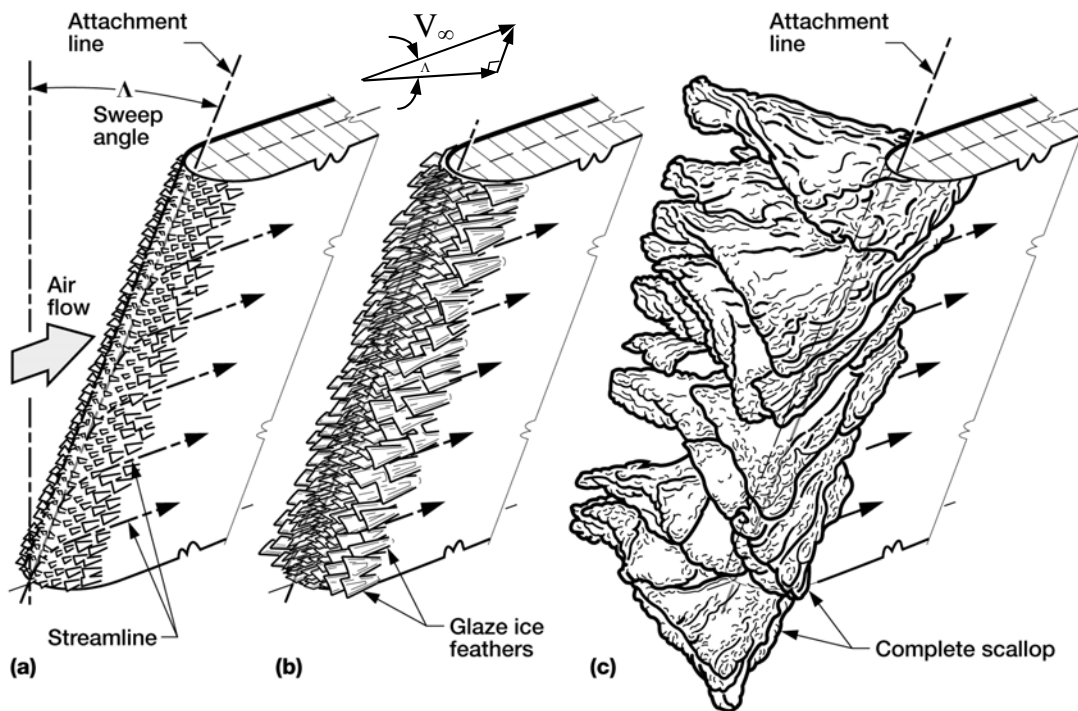 Attachment
line
Λ
Sweep
angle
Air
flow
Streamline
(a)
V∞
Λ
Glaze ice
feathers
(b)
Attachment
line
Complete scallop
(c)